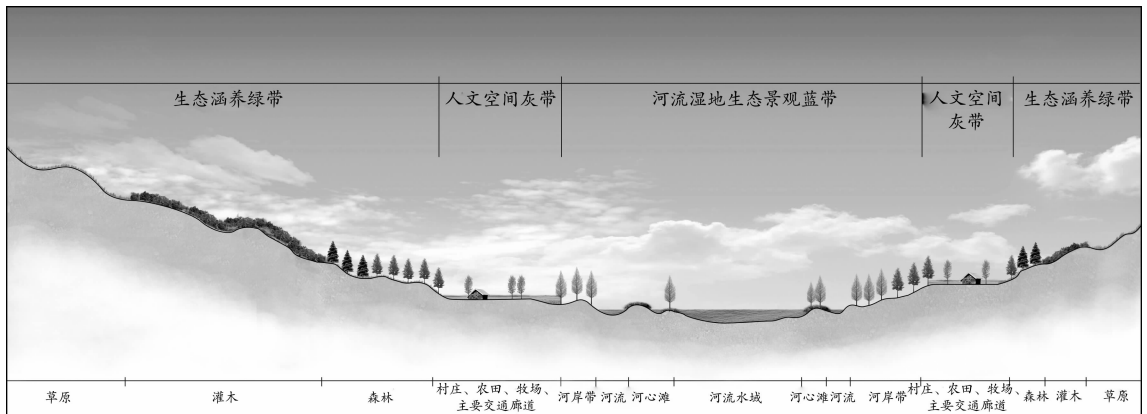 生态涵养绿带
人文空间灰带
河流湿地生态景观蓝带
人文空间
灰带
生态涵养绿带
草原
灌木
森林
村庄、农田、牧场、
主要交通廊道
河岸带
河流
河心滩
河流水域
河心滩
河流
河岸带
村庄、农田、牧场、
主要交通廊道
森林
灌木
草原